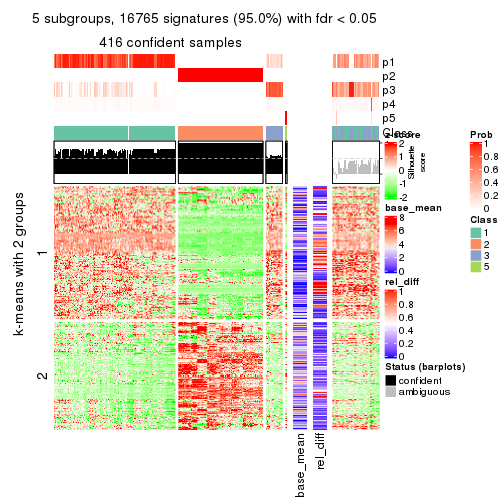 5 subgroups, 16765 signatures (95.0%) with fdr < 0.05
416 confident samples
p1
p2
p3
p4
p5
Class
z-score
2
1
0
-1
-2
Silhouette score
base_mean
8
6
4
2
0
rel_diff
1
0.8
0.6
0.4
0.2
0
Status (barplots)
confident
ambiguous
Prob
1
0.8
0.6
0.4
0.2
0
Class
1
2
3
5
k-means with 2 groups
1
2
base_mean
rel_diff